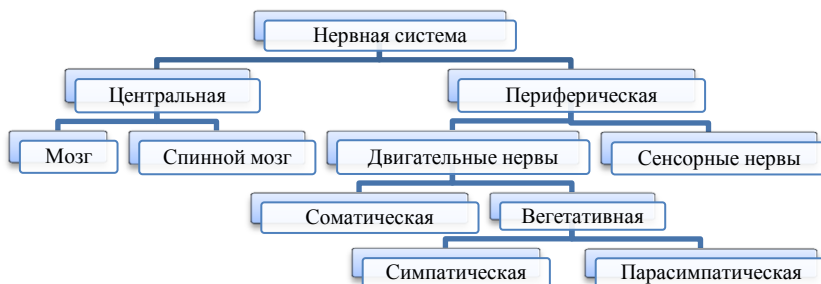 Нервная система
Центральная
Периферическая
Мозг
Спинной мозг
Двигательные нервы
Сенсорные нервы
Соматическая
Вегетативная
Симпатическая
Парасимпатическая